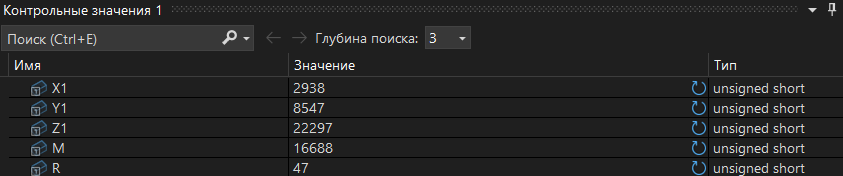 Контрольные значения 1
Поиск (Ctrl+E) Глубина поиска: 3
Имя Значение Тип
X1 2938 unsigned short
Y1 8547 unsigned short
Z1 22297 unsigned short
M 16688 unsigned short
R 47 unsigned short